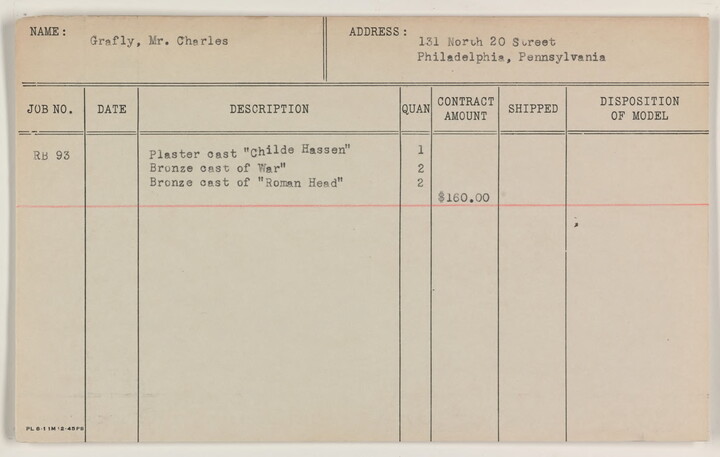 NAME: Grafly, Mr. Charles ADDRESS: 131 North 20 Street
Philadelphia, Pennsylvania
JOB NO. DATE DESCRIPTION QUAN CONTRACT AMOUNT SHIPPED DISPOSITION OF MODEL
RB 93 Plaster cast "Childe Hassen" 1
Bronze cast of War" 2
Bronze cast of "Roman Head" 2
$160.00